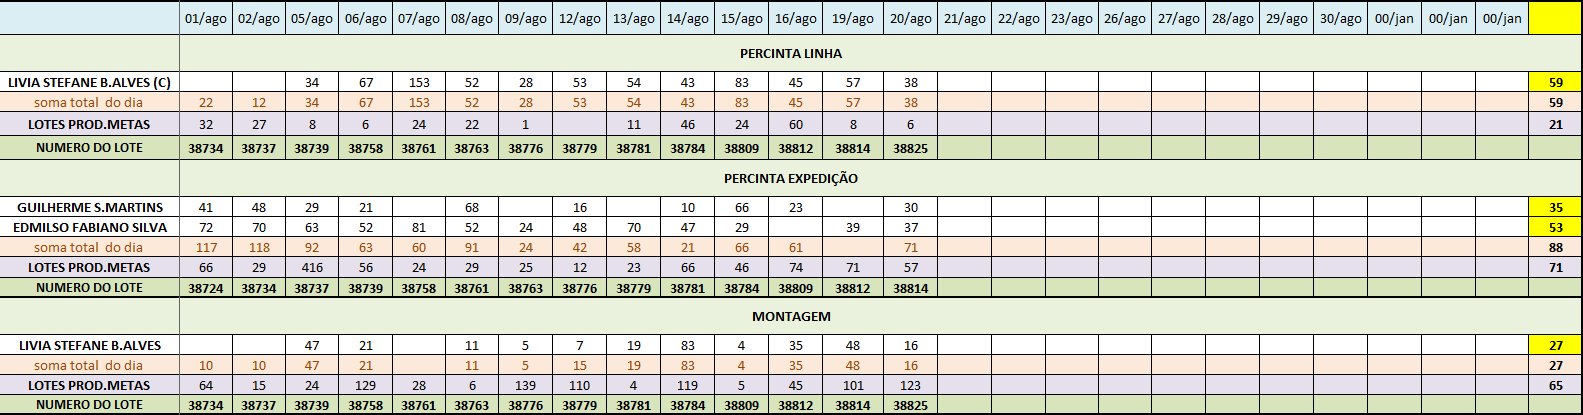 01/ago 02/ago 05/ago 06/ago 07/ago 08/ago 09/ago 12/ago 13/ago 14/ago 15/ago 16/ago 19/ago 20/ago 21/ago 22/ago 23/ago 26/ago 27/ago 28/ago 29/ago 30/ago 00/jan 00/jan 00/jan
PERCINTA LINHA
LIVIA STEFANE B.ALVES (C) 34 67 153 52 28 53 54 43 83 45 57 38 59
soma total do dia 22 12 34 67 153 52 28 53 54 43 83 45 57 38 59
LOTES PROD.METAS 32 27 8 6 24 22 1 11 46 24 60 8 6 21
NUMERO DO LOTE 38734 38737 38739 38758 38761 38763 38776 38779 38781 38784 38809 38812 38814 38825
PERCINTA EXPEDIÇÃO
GUILHERME S.MARTINS 41 48 29 21 68 16 10 66 23 30 35
EDMILSO FABIANO SILVA 72 70 63 52 81 52 24 48 70 47 29 39 37 53
soma total do dia 117 118 92 63 60 91 24 42 58 21 66 61 71 88
LOTES PROD.METAS 66 29 416 56 24 29 25 12 23 66 46 74 71 57 71
NUMERO DO LOTE 38724 38734 38737 38739 38758 38761 38763 38776 38779 38781 38784 38809 38812 38814
MONTAGEM
LIVIA STEFANE B.ALVES 47 21 11 5 7 19 83 4 35 48 16 27
soma total do dia 10 10 47 21 11 5 15 19 83 4 35 48 16 27
LOTES PROD.METAS 64 15 24 129 28 6 139 110 4 119 5 45 101 123 65
NUMERO DO LOTE 38734 38737 38739 38758 38761 38763 38776 38779 38781 38784 38809 38812 38814 38825